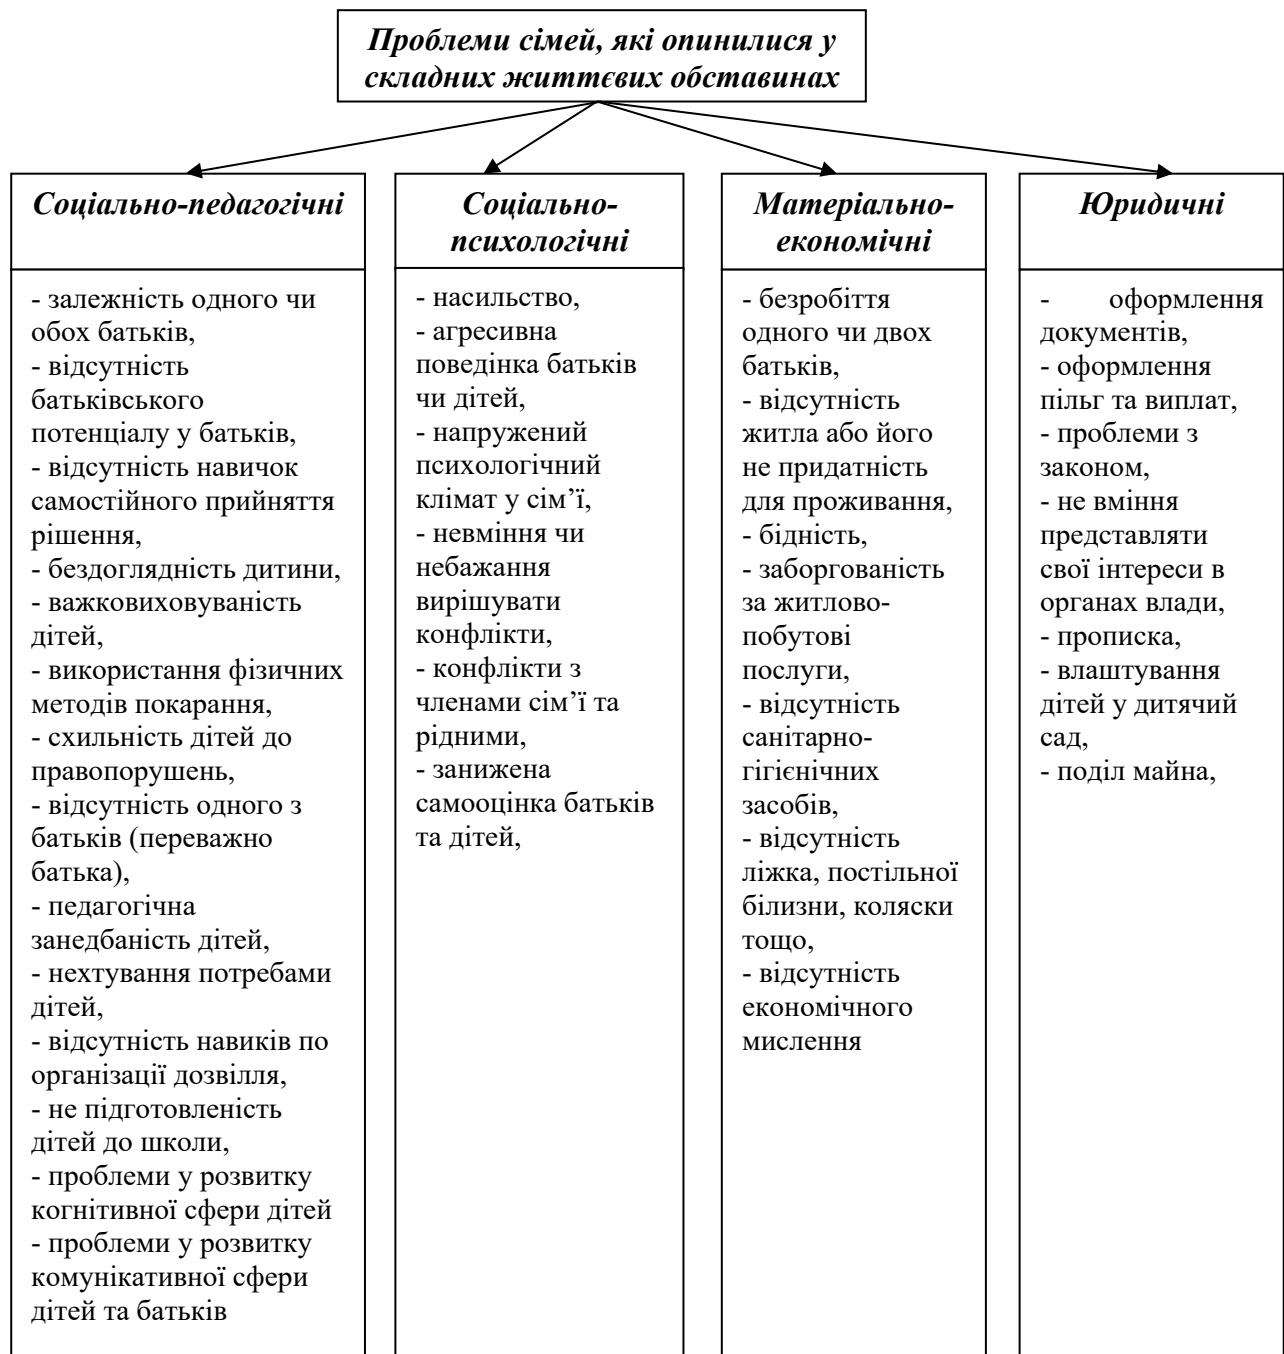 Проблеми сімей, які опинилися у
складних життєвих обставинах
Соціально-педагогічні
- залежність одного чи
обох батьків,
- відсутність
батьківського
потенціалу у батьків,
- відсутність навичок
самостійного прийняття
рішення,
- бездоглядність дитини,
- важковиховуваність
дітей,
- використання фізичних
методів покарання,
- схильність дітей до
правопорушень,
- відсутність одного з
батьків (переважно
батька),
- педагогічна
занедбаність дітей,
- нехтування потребами
дітей,
- відсутність навиків по
організації дозвілля,
- не підготовленість
дітей до школи,
- проблеми у розвитку
когнітивної сфери дітей
- проблеми у розвитку
комунікативної сфери
дітей та батьків
Соціально-
психологічні
- насильство,
- агресивна
поведінка батьків
чи дітей,
- напружений
психологічний
клімат у сім’ї,
- невміння чи
небажання
вирішувати
конфлікти,
- конфлікти з
членами сім’ї та
рідними,
- занижена
самооцінка батьків
та дітей,
Матеріально-
економічні
- безробіття
одного чи двох
батьків,
- відсутність
житла або його
не придатність
для проживання,
- бідність,
- заборгованість
за житлово-
побутові
послуги,
- відсутність
санітарно-
гігієнічних
засобів,
- відсутність
ліжка, постільної
білизни, коляски
тощо,
- відсутність
економічного
мислення
Юридичні
- оформлення
документів,
- оформлення
пільг та виплат,
- проблеми з
законом,
- не вміння
представляти
свої інтереси в
органах влади,
- прописка,
- влаштування
дітей у дитячий
сад,
- поділ майна,